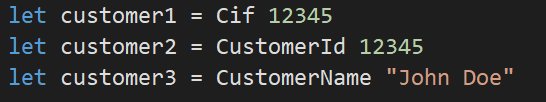 let customer1 = Cif 12345
let customer2 = CustomerId 12345
let customer3 = CustomerName "John Doe"